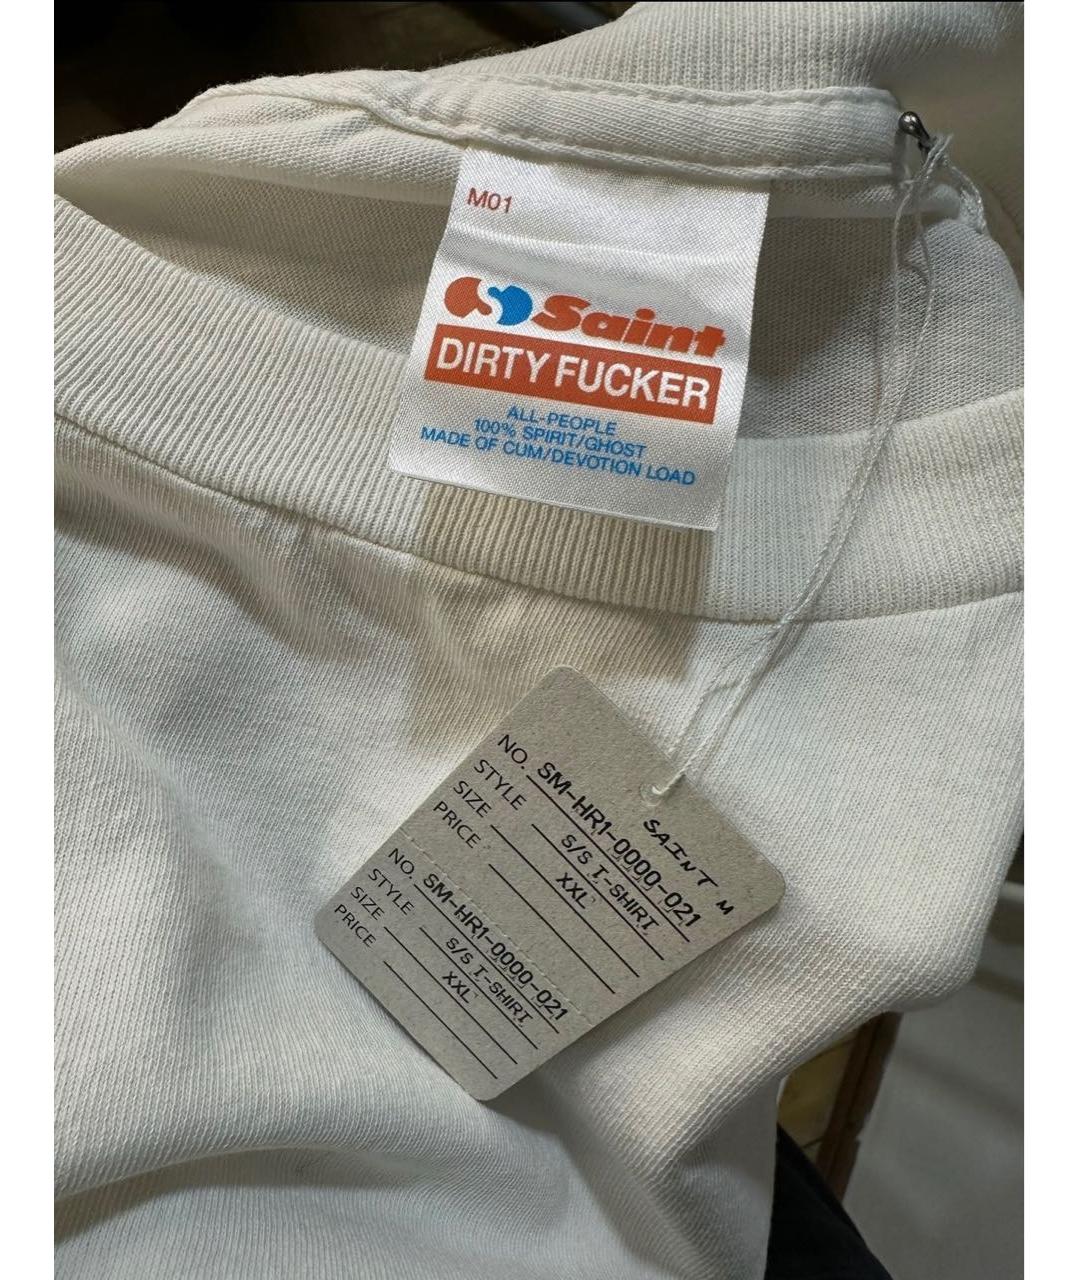 M01
Saint
DIRTY FUCKER
ALL-PEOPLE
100% SPIRIT/GHOST
MADE OF CUM/DEVOTION LOAD
SAINT M
NO. SM-HR1-0000-021
STYLE S/S T-SHIRT
SIZE XXL
PRICE
NO. SM-HR1-0000-021
STYLE S/S T-SHIRT
SIZE XXL
PRICE